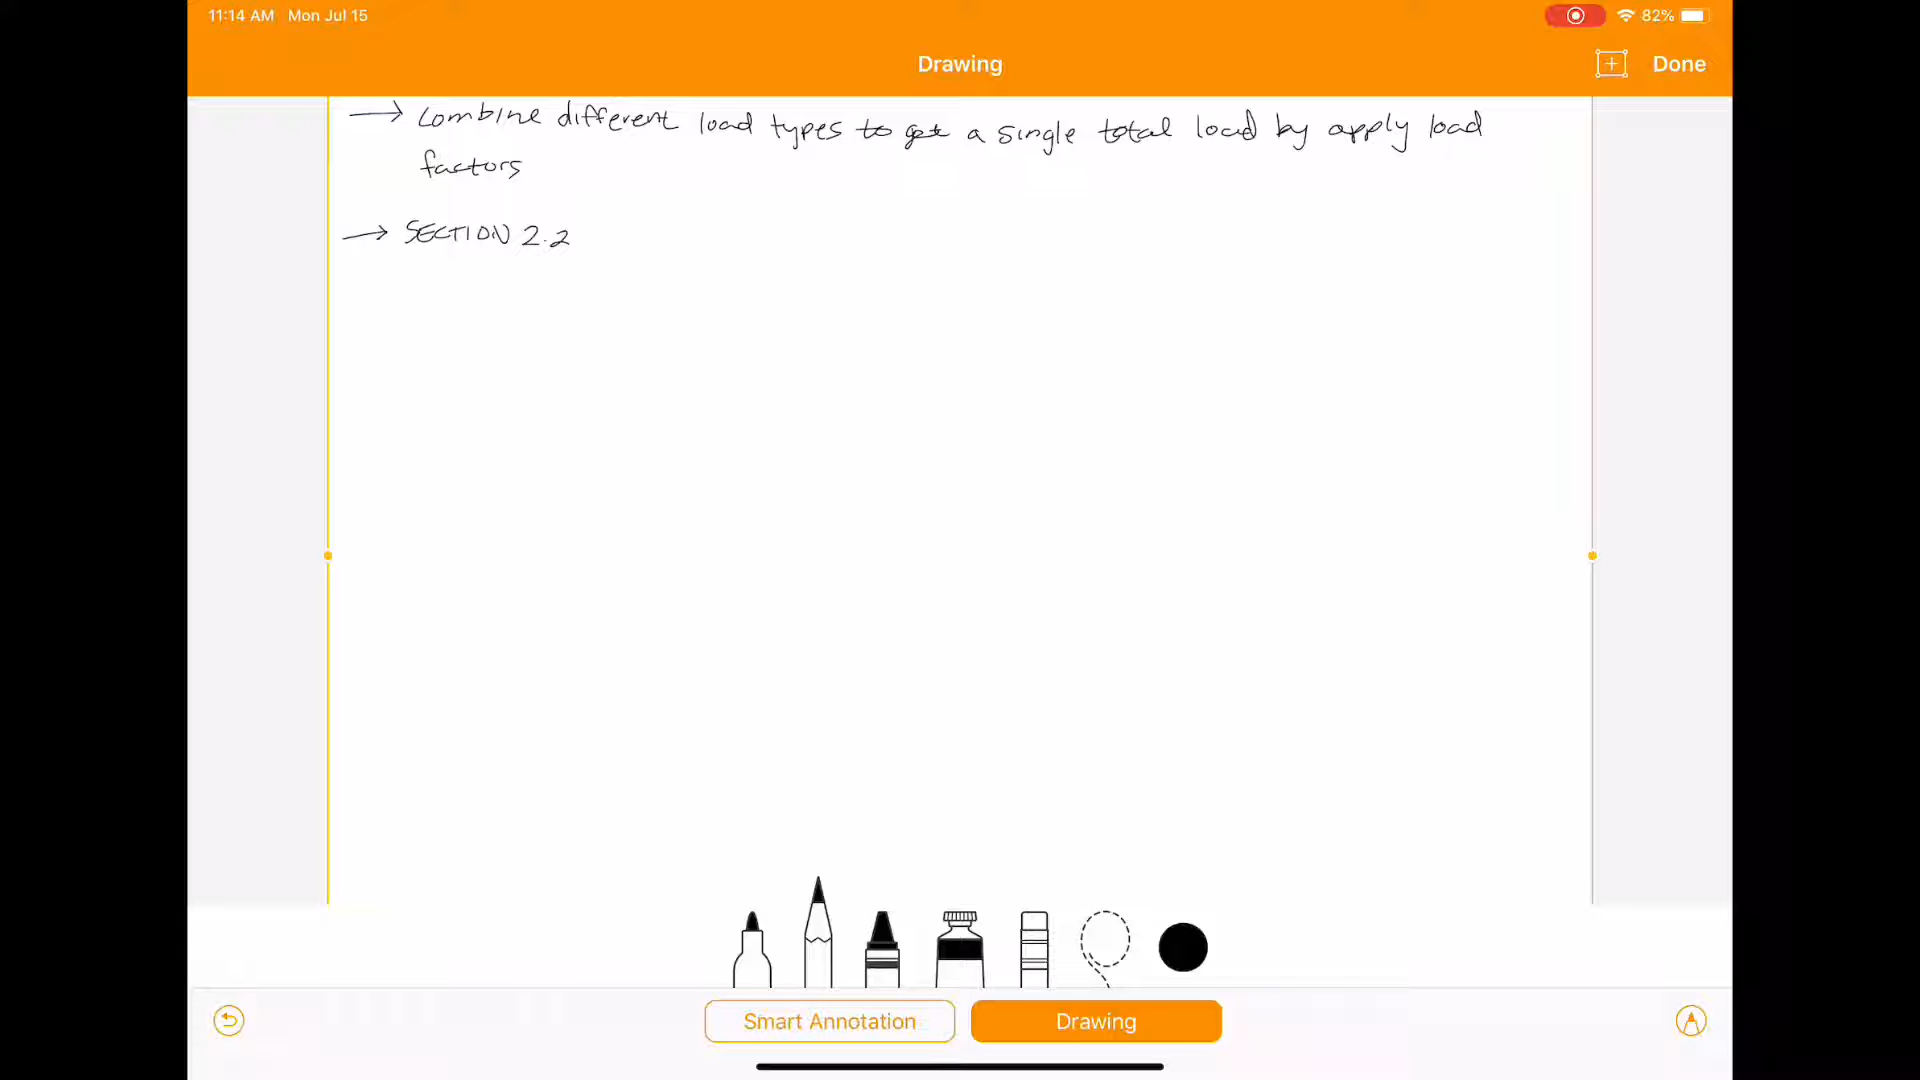 11:14 AM Mon Jul 15 82%
Drawing Done
→ Combine different load types to get a single total load by apply load
factors
→ SECTION 2.2
Smart Annotation Drawing